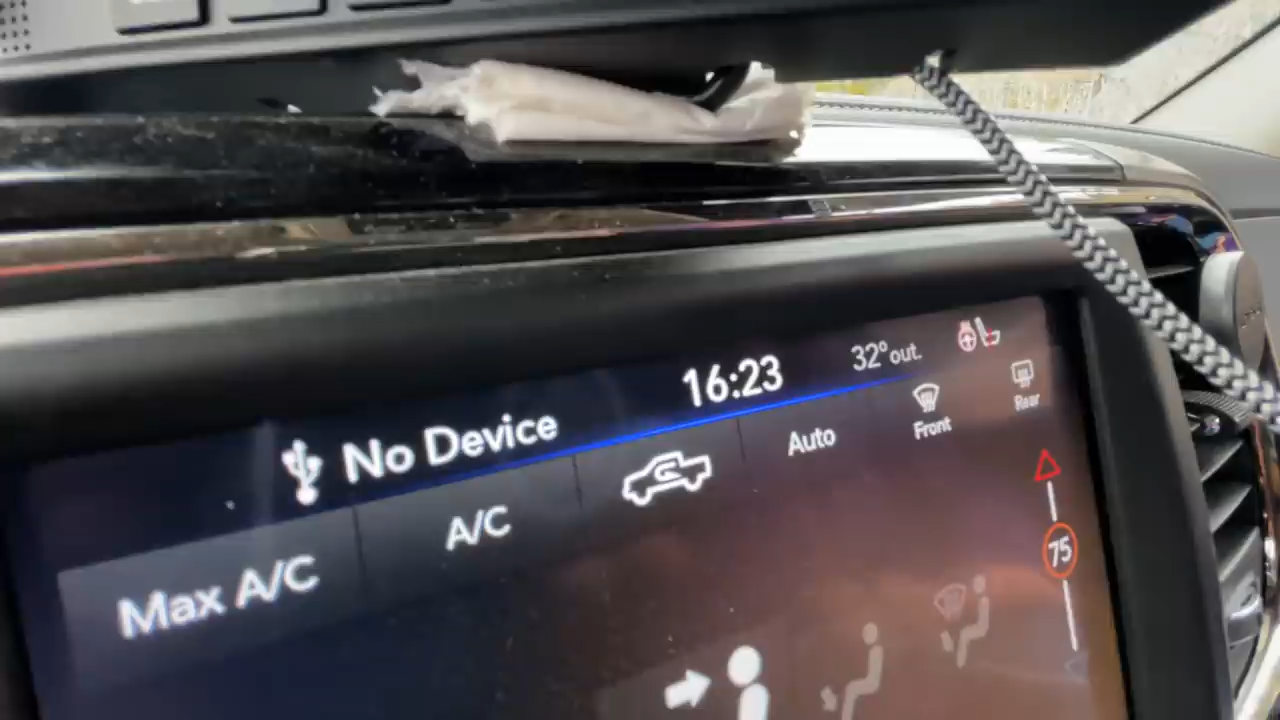 No Device
16:23
32° out.
Max A/C
A/C
Auto
Front
Rear
75